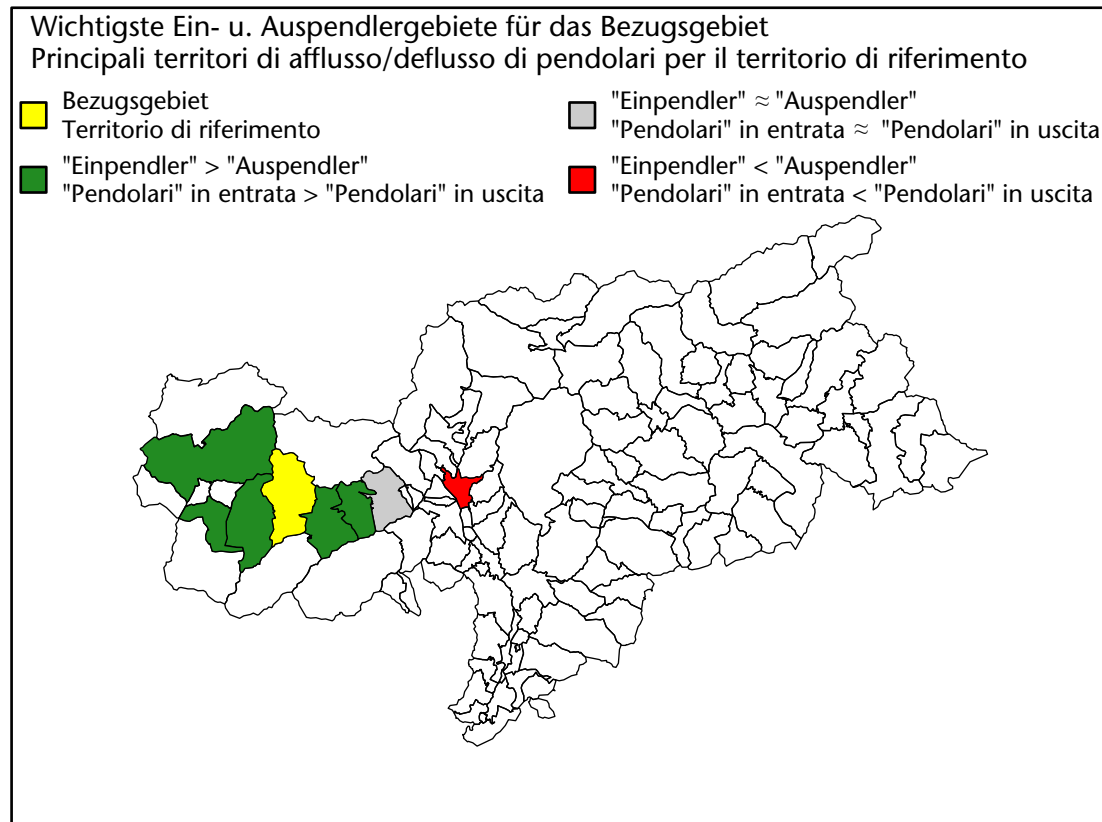 Wichtigste Ein- u. Auspendlergebiete für das Bezugsgebiet
Principali territori di afflusso/deflusso di pendolari per il territorio di riferimento
Bezugsgebiet
Territorio di riferimento
"Einpendler" > "Auspendler"
"Pendolari" in entrata > "Pendolari" in uscita
"Einpendler" ≈ "Auspendler"
"Pendolari" in entrata ≈ "Pendolari" in uscita
"Einpendler" < "Auspendler"
"Pendolari" in entrata < "Pendolari" in uscita